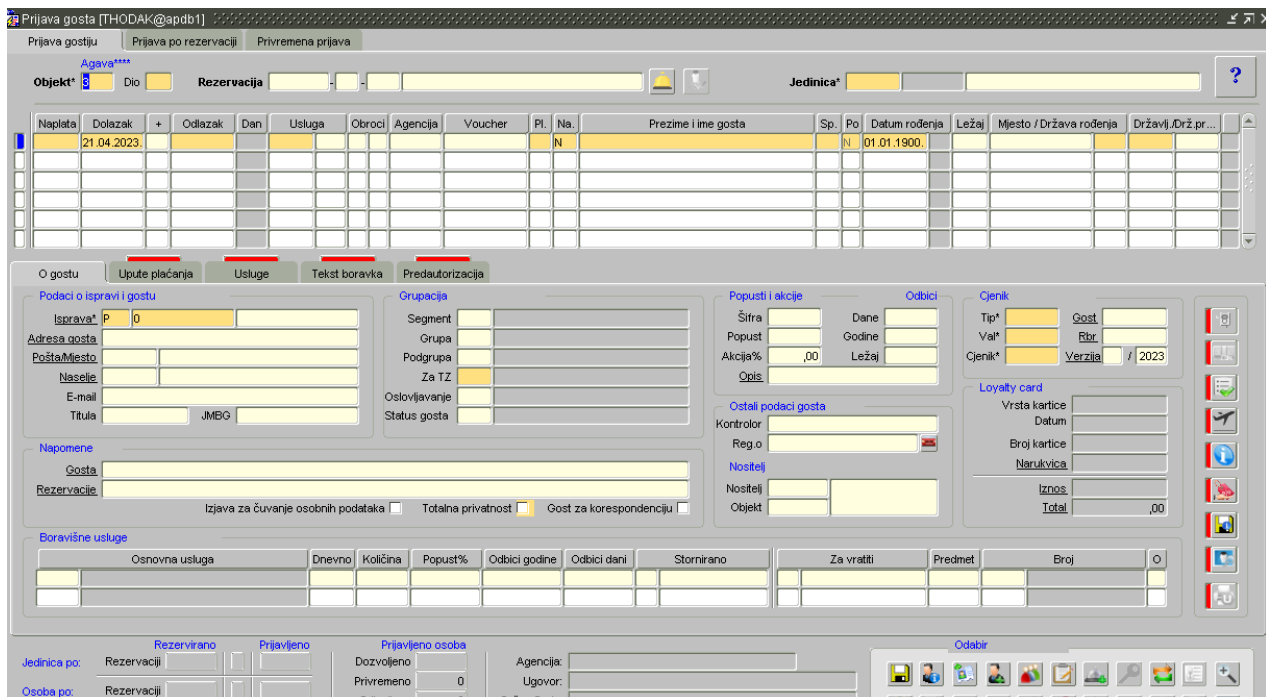 Prijava gosta [THODAK@apdb1]
Prijava gostiju Prijava po rezervaciji Privremena prijava
Agava****
Objekt* 3 Dio Rezervacija - - Jedinica* ?
Naplata Dolazak + Odlazak Dan Usluga Obroci Agencija Voucher Pl. Na. Prezime i ime gosta Sp. Po Datum rođenja Ležaj Mjesto / Država rođenja Državlj./Drž.pr...
21.04.2023. N N 01.01.1900.
O gostu Upute plaćanja Usluge Tekst boravka Predautorizacija
Podaci o ispravi i gostu Grupacija Popusti i akcije Odbici Cjenik
Isprava* P 0 Segment Šifra Dane Tip* Gost
Adresa gosta Grupa Popust Godine Val* Rbr
Pošta/Mjesto Podgrupa Akcija% ,00 Ležaj Cjenik* Verzija / 2023
Naselje Za TZ Opis
E-mail Oslovljavanje Loyalty card
Titula JMBG Status gosta Ostali podaci gosta Vrsta kartice
Kontrolor Datum
Napomene Reg.o Broj kartice
Gosta Nositelj Narukvica
Rezervacije Nositelj Iznos
Izjava za čuvanje osobnih podataka Totalna privatnost Gost za korespondenciju Objekt Total ,00
Boravišne usluge
Osnovna usluga Dnevno Količina Popust% Odbici godine Odbici dani Stornirano Za vratiti Predmet Broj O
Rezervirano Prijavljeno Prijavljeno osoba Odabir
Jedinica po: Rezervaciji Dozvoljeno Agencija:
Privremeno 0 Ugovor:
Osoba po: Rezervaciji